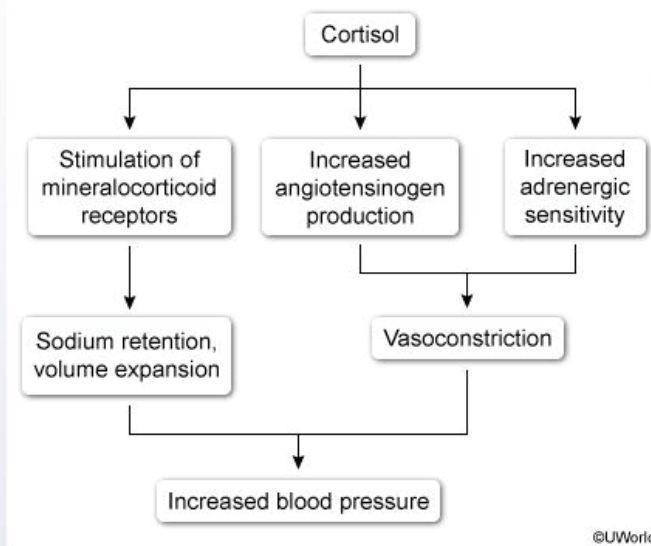 Cortisol
Stimulation of
mineralocorticoid
receptors
Increased
angiotensinogen
production
Increased
adrenergic
sensitivity
Sodium retention,
volume expansion
Vasoconstriction
Increased blood pressure